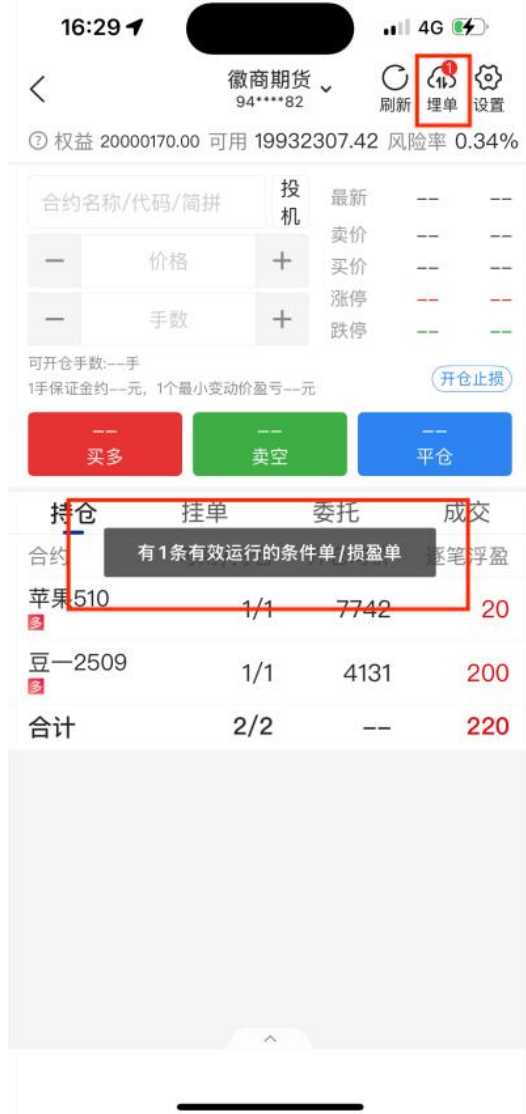 16:29
4G
徽商期货
94****82
刷新
1
埋单
设置
权益 20000170.00 可用 19932307.42 风险率 0.34%
合约名称/代码/简拼
投机
最新 -- --
卖价 -- --
— 价格 +
买价 -- --
涨停 -- --
— 手数 +
跌停 -- --
可开仓手数:--手
1手保证金约--元，1个最小变动价盈亏--元
开仓止损
-- -- --
买多 卖空 平仓
持仓 挂单 委托 成交
合约
有1条有效运行的条件单/损盈单
逐笔浮盈
苹果510 1/1 7742 20
多
豆一2509 1/1 4131 200
多
合计 2/2 -- 220